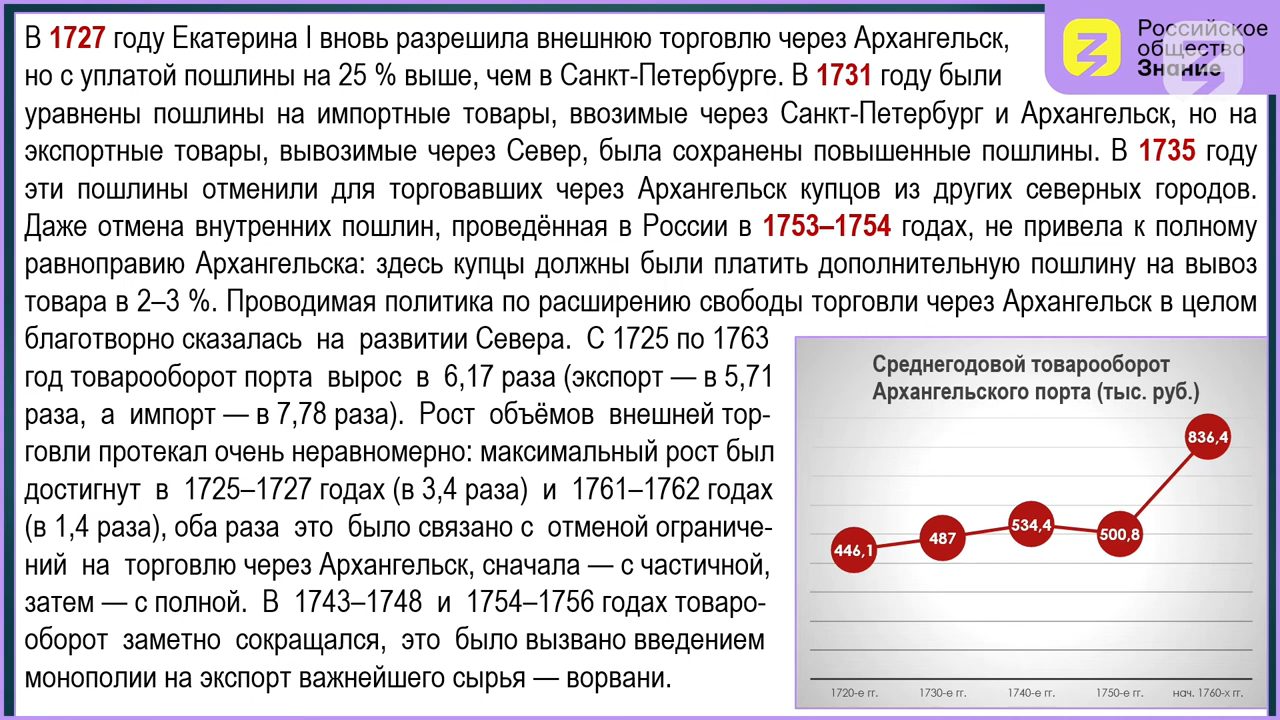 В 1727 году Екатерина I вновь разрешила внешнюю торговлю через Архангельск,
но с уплатой пошлины на 25 % выше, чем в Санкт-Петербурге. В 1731 году были
уравнены пошлины на импортные товары, ввозимые через Санкт-Петербург и Архангельск, но на
экспортные товары, вывозимые через Север, была сохранены повышенные пошлины. В 1735 году
эти пошлины отменили для торговавших через Архангельск купцов из других северных городов.
Даже отмена внутренних пошлин, проведённая в России в 1753–1754 годах, не привела к полному
равноправию Архангельска: здесь купцы должны были платить дополнительную пошлину на вывоз
товара в 2–3 %. Проводимая политика по расширению свободы торговли через Архангельск в целом
благотворно сказалась на развитии Севера. С 1725 по 1763
год товарооборот порта вырос в 6,17 раза (экспорт — в 5,71
раза, а импорт — в 7,78 раза). Рост объёмов внешней тор-
говли протекал очень неравномерно: максимальный рост был
достигнут в 1725–1727 годах (в 3,4 раза) и 1761–1762 годах
(в 1,4 раза), оба раза это было связано с отменой ограниче-
ний на торговлю через Архангельск, сначала — с частичной,
затем — с полной. В 1743–1748 и 1754–1756 годах товаро-
оборот заметно сокращался, это было вызвано введением
монополии на экспорт важнейшего сырья — ворвани.
Российское
общество
Знание
Среднегодовой товарооборот
Архангельского порта (тыс. руб.)
446,1
487
534,4
500,8
836,4
1720-е гг.
1730-е гг.
1740-е гг.
1750-е гг.
нач. 1760-х гг.